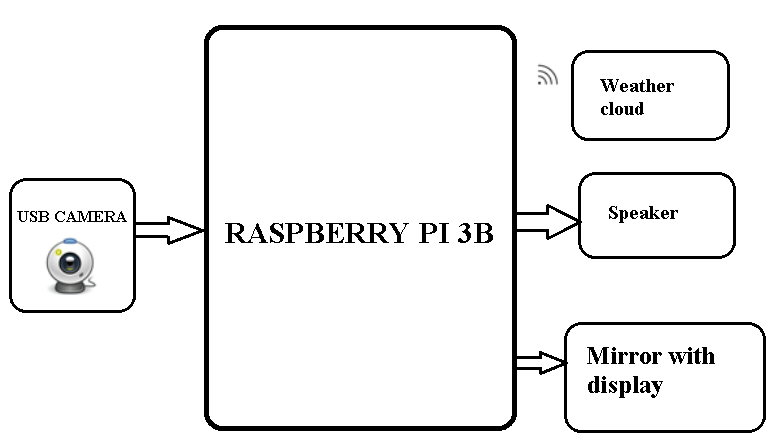 USB CAMERA
RASPBERRY PI 3B
Weather
cloud
Speaker
Mirror with
display